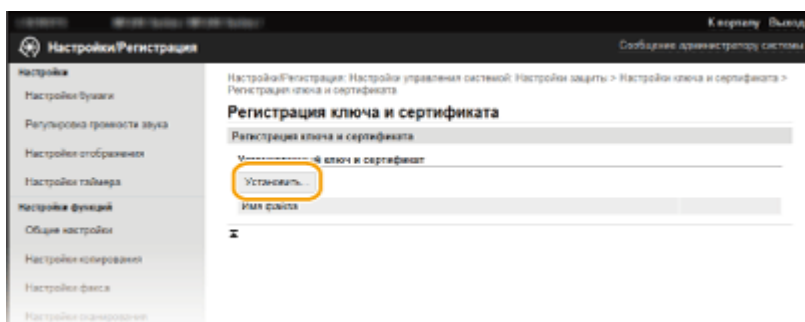 К порталу Выход
Настройки/Регистрация
Сообщение администратору системы
Настройки
Настройки бумаги
Регулировка громкости звука
Настройки отображения
Настройки таймера
Настройки функций
Общие настройки
Настройки копирования
Настройки факса
Настройки сканирования
Настройки/Регистрация: Настройки управления системой: Настройки защиты > Настройки ключа и сертификата >
Регистрация ключа и сертификата
Регистрация ключа и сертификата
Регистрация ключа и сертификата
ключ и сертификат
Установить...
Имя файла